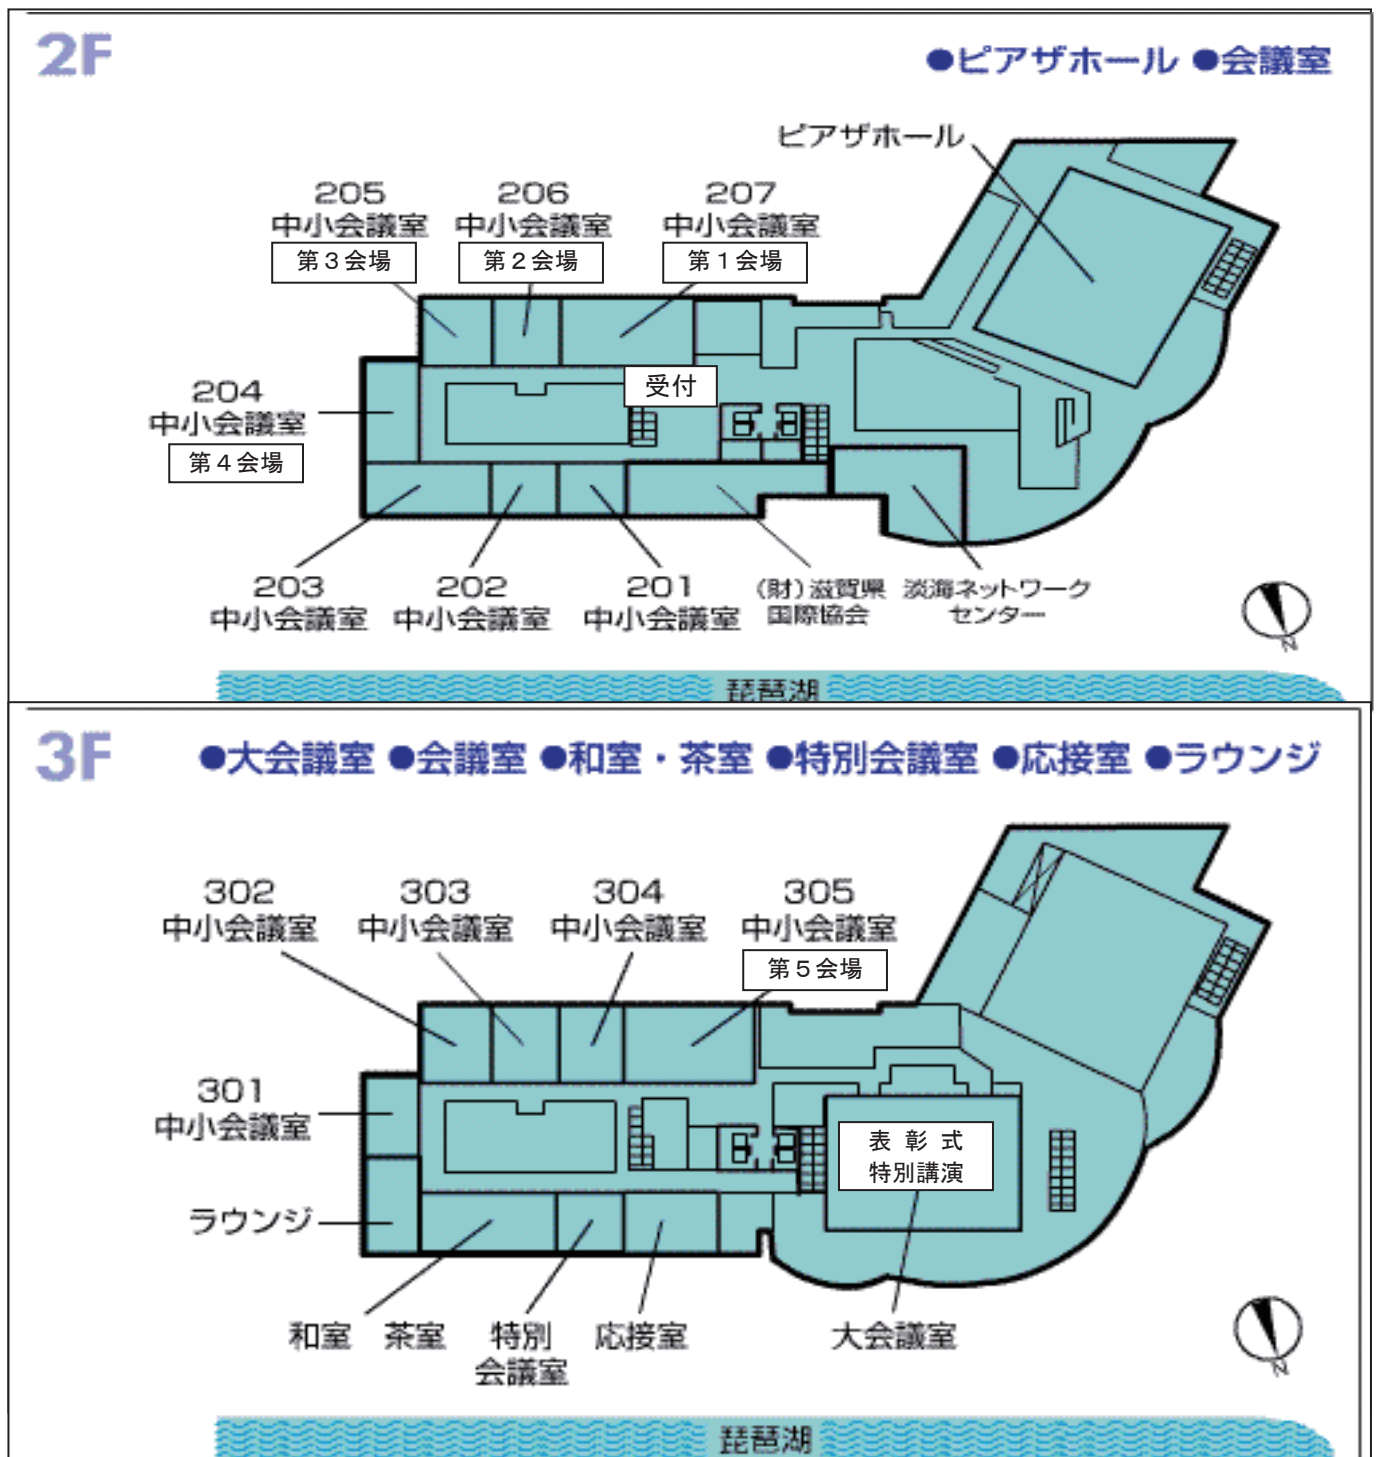 2F
●ピアザホール ●会議室
ピアザホール
205
中小会議室
第3会場
206
中小会議室
第2会場
207
中小会議室
第1会場
受付
204
中小会議室
第4会場
203
中小会議室
202
中小会議室
201
中小会議室
(財)滋賀県
国際協会
淡海ネットワーク
センター
N
琵琶湖
3F
●大会議室 ●会議室 ●和室・茶室 ●特別会議室 ●応接室 ●ラウンジ
302
中小会議室
303
中小会議室
304
中小会議室
305
中小会議室
第5会場
301
中小会議室
表 彰 式
特別講演
ラウンジ
和室 茶室
特別
会議室
応接室
大会議室
N
琵琶湖